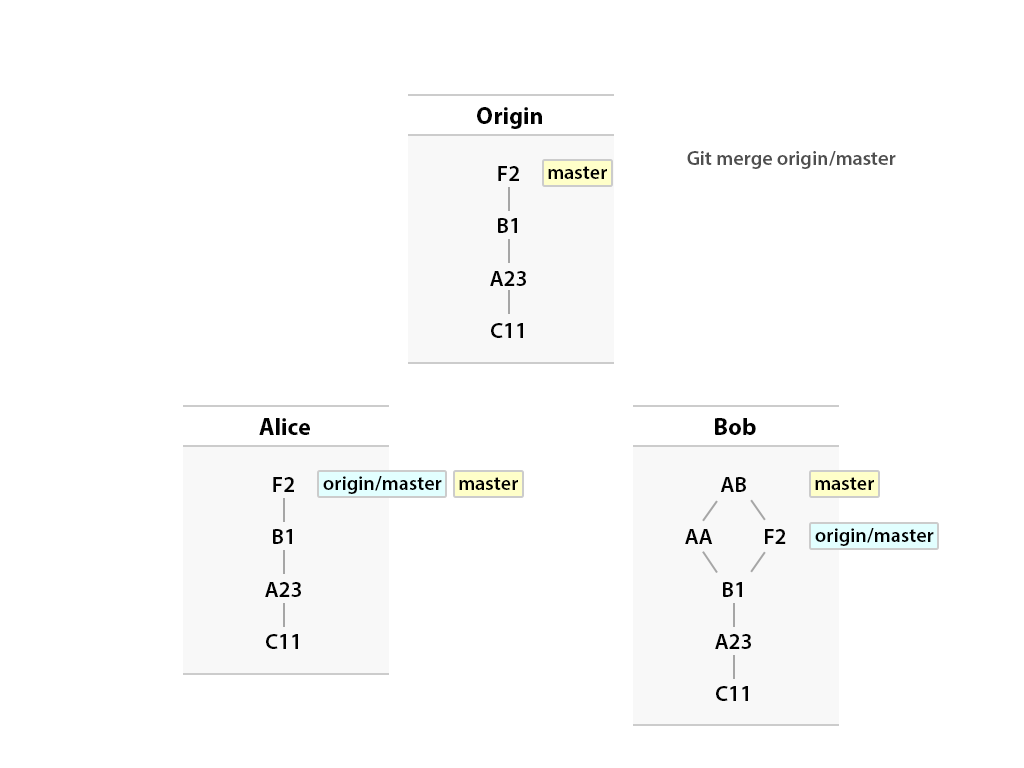 Origin
Git merge origin/master
F2 master
B1
A23
C11
Alice
F2 origin/master master
B1
A23
C11
Bob
AB master
AA F2 origin/master
B1
A23
C11